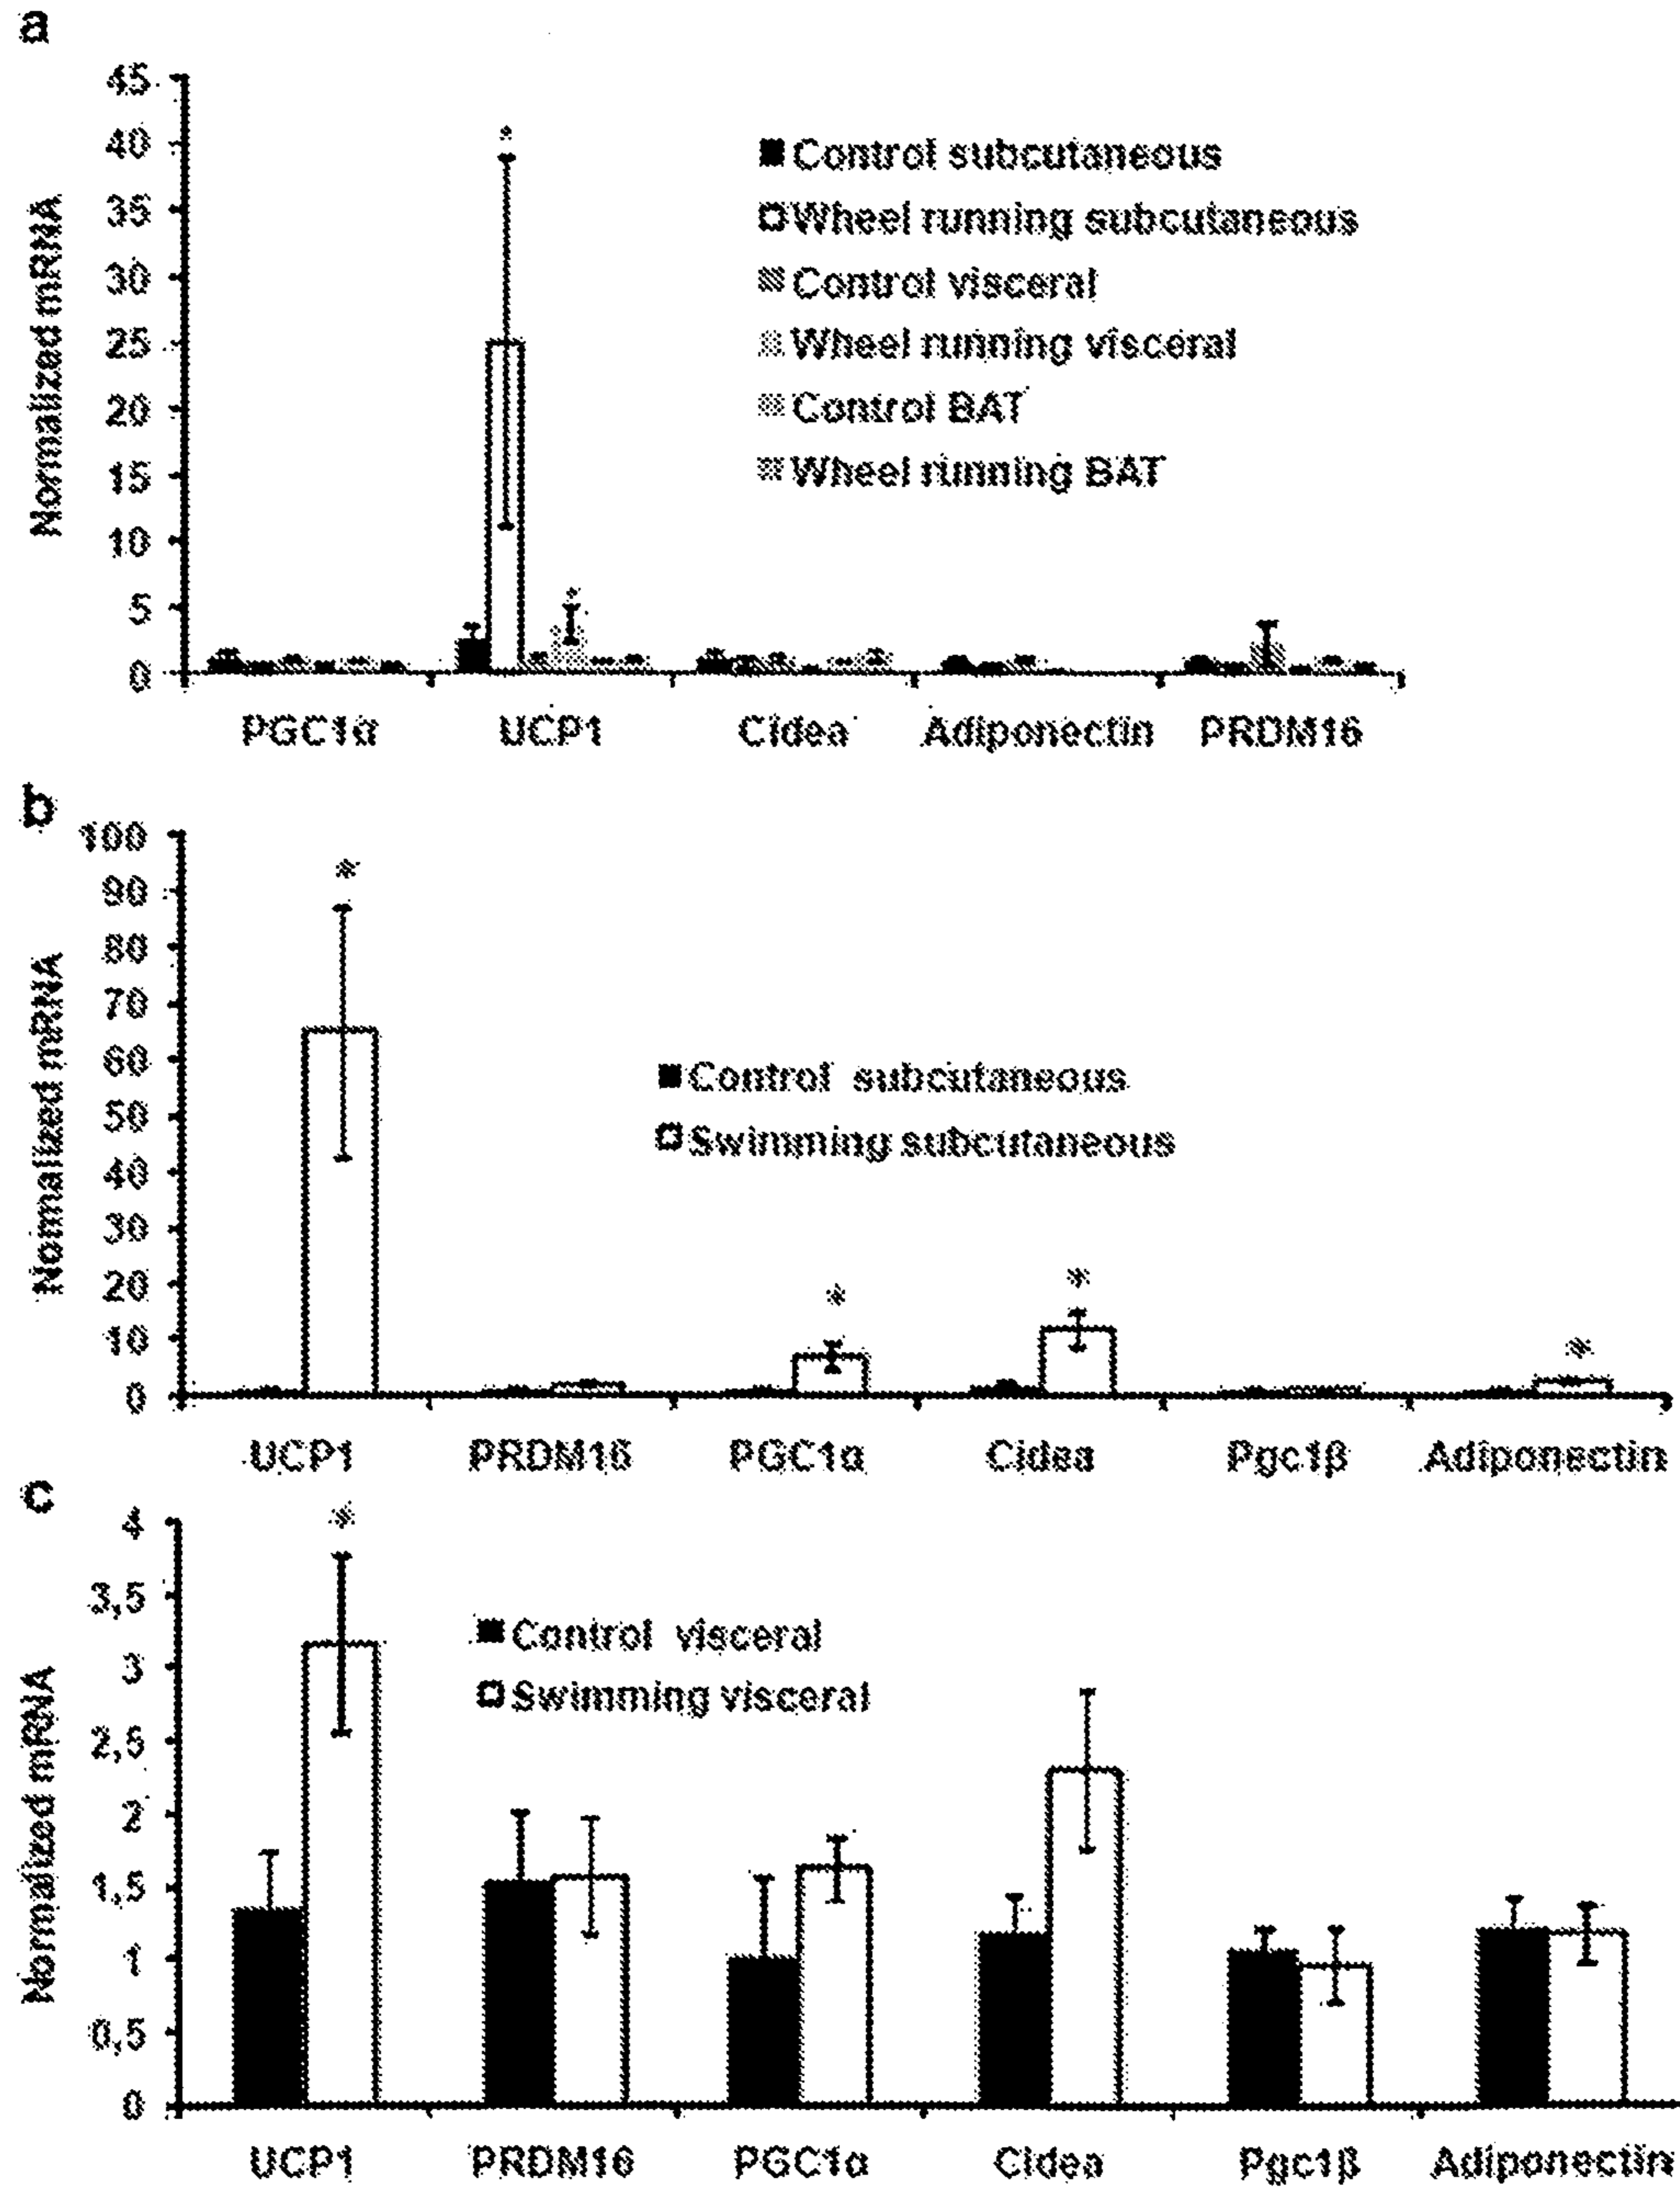 a
Normalized mRNA
45
40
35
30
25
20
15
10
5
0
Control subcutaneous
Wheel running subcutaneous
Control visceral
Wheel running visceral
Control BAT
Wheel running BAT
*
*
PGC1α UCP1 Cidea Adiponectin PRDM16
b
Normalized mRNA
100
90
80
70
60
50
40
30
20
10
0
Control subcutaneous
Swimming subcutaneous
*
*
*
*
UCP1 PRDM16 PGC1α Cidea Pgc1β Adiponectin
c
Normalized mRNA
4
3,5
3
2,5
2
1,5
1
0,5
0
*
Control visceral
Swimming visceral
UCP1 PRDM16 PGC1α Cidea Pgc1β Adiponectin